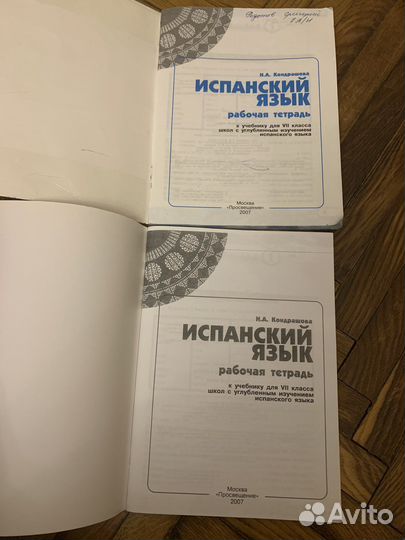 Н.А. Кондрашова
ИСПАНСКИЙ
ЯЗЫК
рабочая тетрадь
к учебнику для VII класса
школ с углубленным изучением
испанского языка
Москва
«Просвещение»
2007
Н.А. Кондрашова
ИСПАНСКИЙ
ЯЗЫК
рабочая тетрадь
к учебнику для VII класса
школ с углубленным изучением
испанского языка
Москва
«Просвещение»
2007
Avito